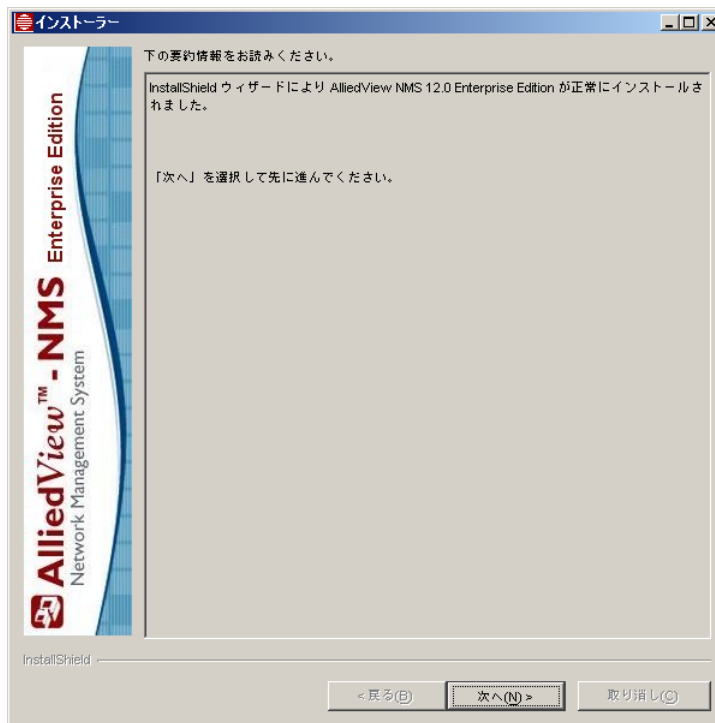 インストーラー
下の要約情報をお読みください。
InstallShield ウィザードにより AlliedView NMS 12.0 Enterprise Edition が正常にインストールさ
れました。
「次へ」を選択して先に進んでください。
AlliedView™ - NMS Enterprise Edition
Network Management System
InstallShield
<戻る(B)
次へ(N) >
取り消し(C)